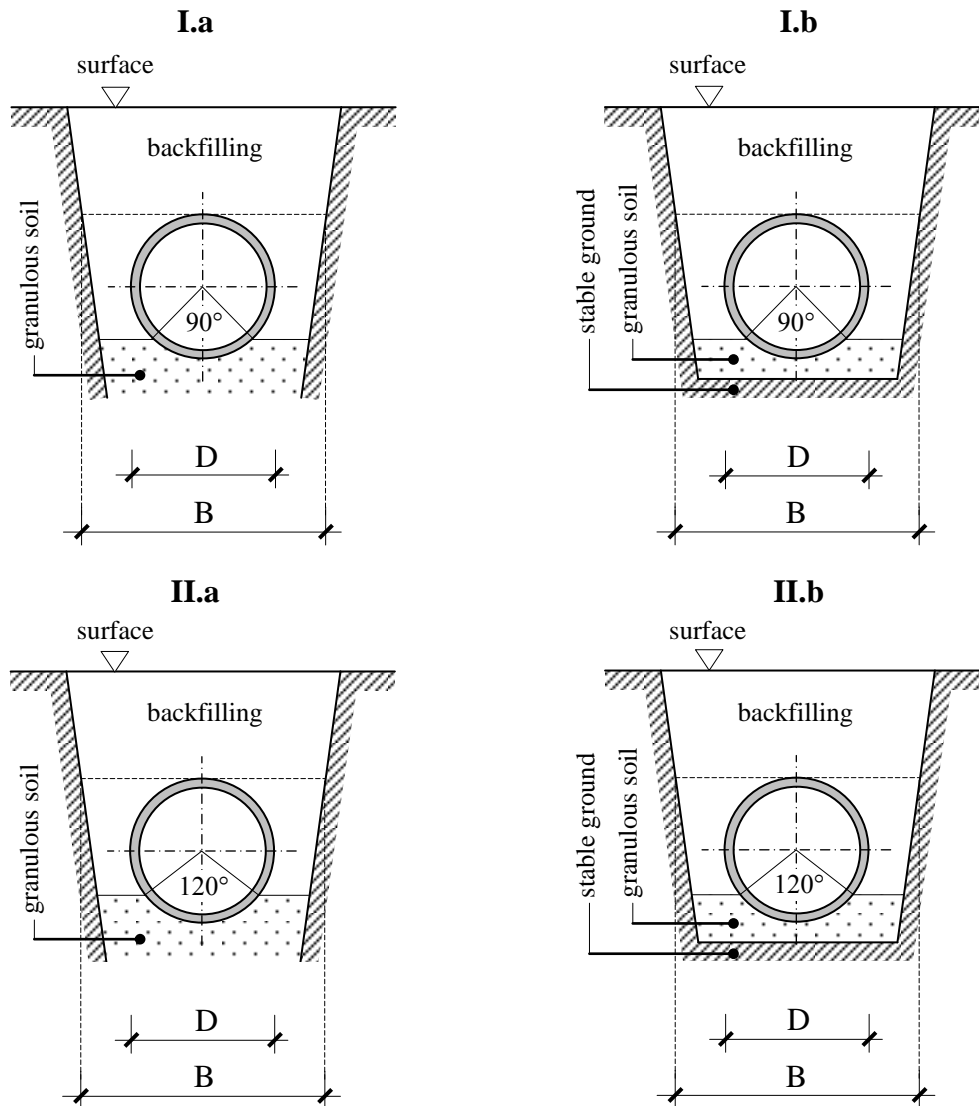 I.a
surface
backfilling
granulous soil
90°
D
B
I.b
surface
backfilling
stable ground
granulous soil
90°
D
B
II.a
surface
backfilling
granulous soil
120°
D
B
II.b
surface
backfilling
stable ground
granulous soil
120°
D
B